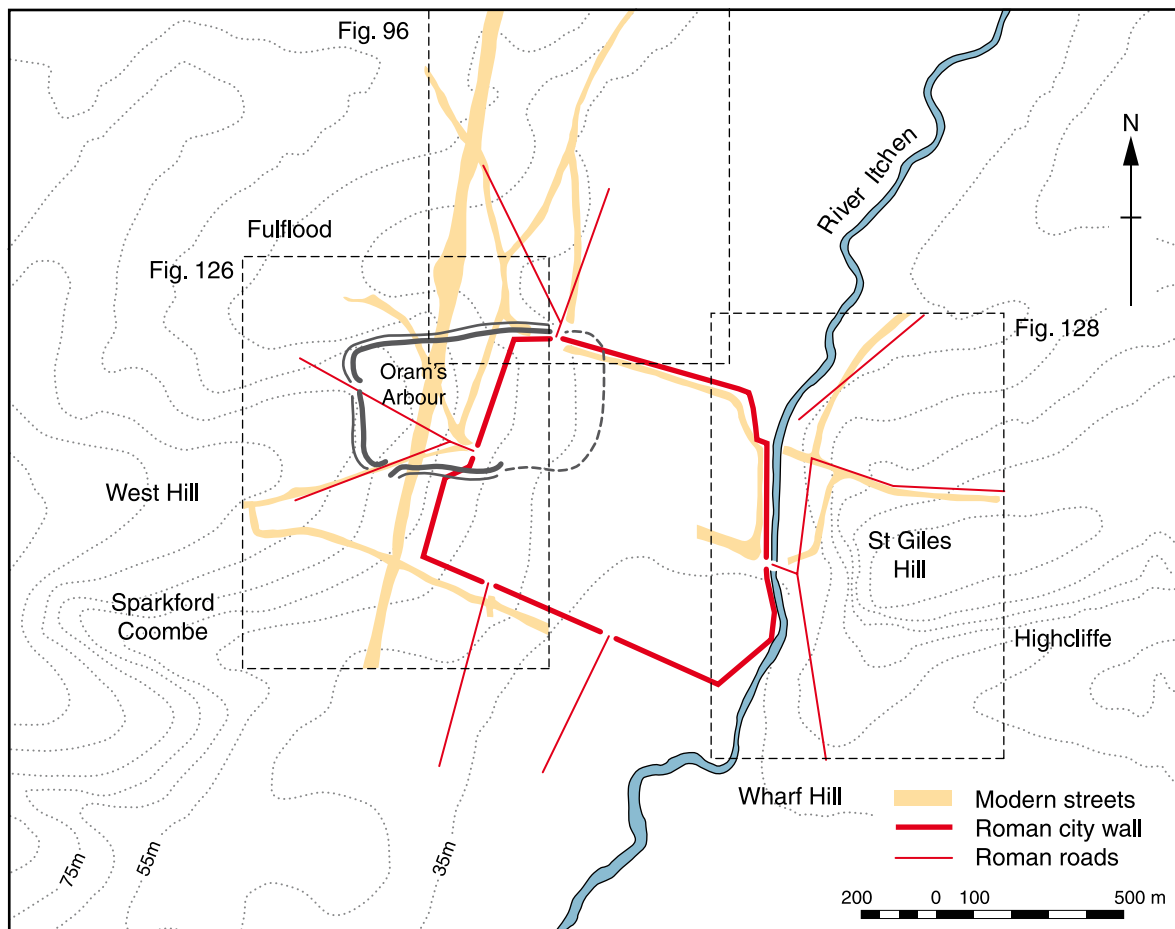 Fig. 96
N
River Itchen
Fulflood
Fig. 126
Fig. 128
Oram's
Arbour
West Hill
St Giles
Hill
Sparkford
Coombe
Highcliffe
Wharf Hill
Modern streets
Roman city wall
Roman roads
75m
55m
35m
200 0 100 500 m